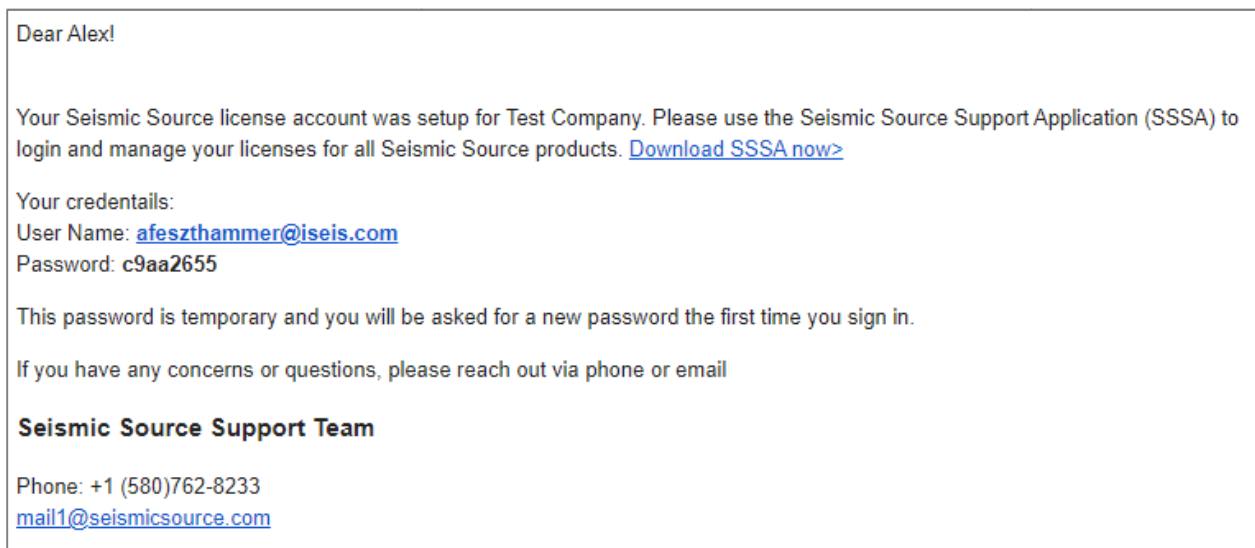 Dear Alex!
Your Seismic Source license account was setup for Test Company. Please use the Seismic Source Support Application (SSSA) to
login and manage your licenses for all Seismic Source products. Download SSSA now>
Your credentails:
User Name: afeszthammer@iseis.com
Password: c9aa2655
This password is temporary and you will be asked for a new password the first time you sign in.
If you have any concerns or questions, please reach out via phone or email
Seismic Source Support Team
Phone: +1 (580)762-8233
mail1@seismicsource.com